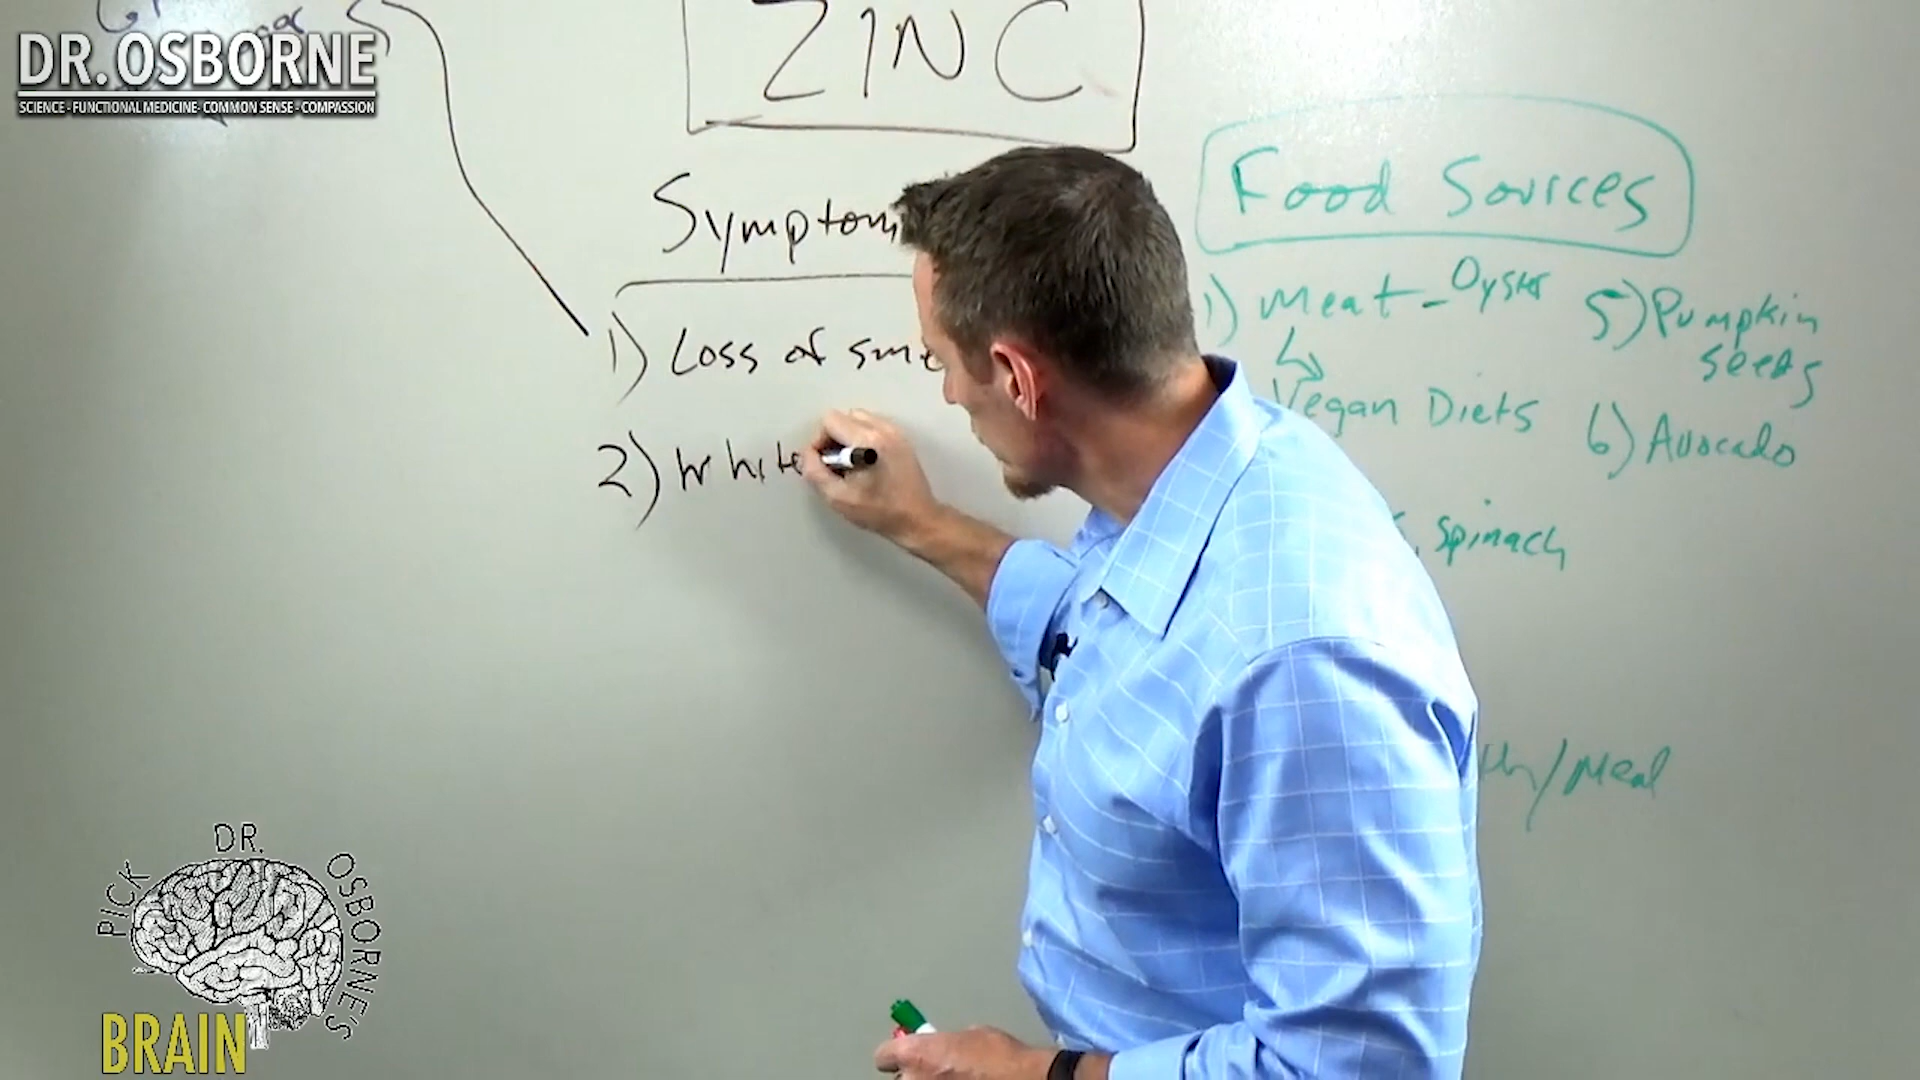 DR. OSBORNE
SCIENCE - FUNCTIONAL MEDICINE - COMMON SENSE - COMPASSION
ZINC
Symptom
1) Loss of sme
2) White
Food Sources
1) Meat - Oyster
Vegan Diets
, spinach
/Meal
5) Pumpkin
seeds
6) Avocado
PICK DR. OSBORNE'S
BRAIN